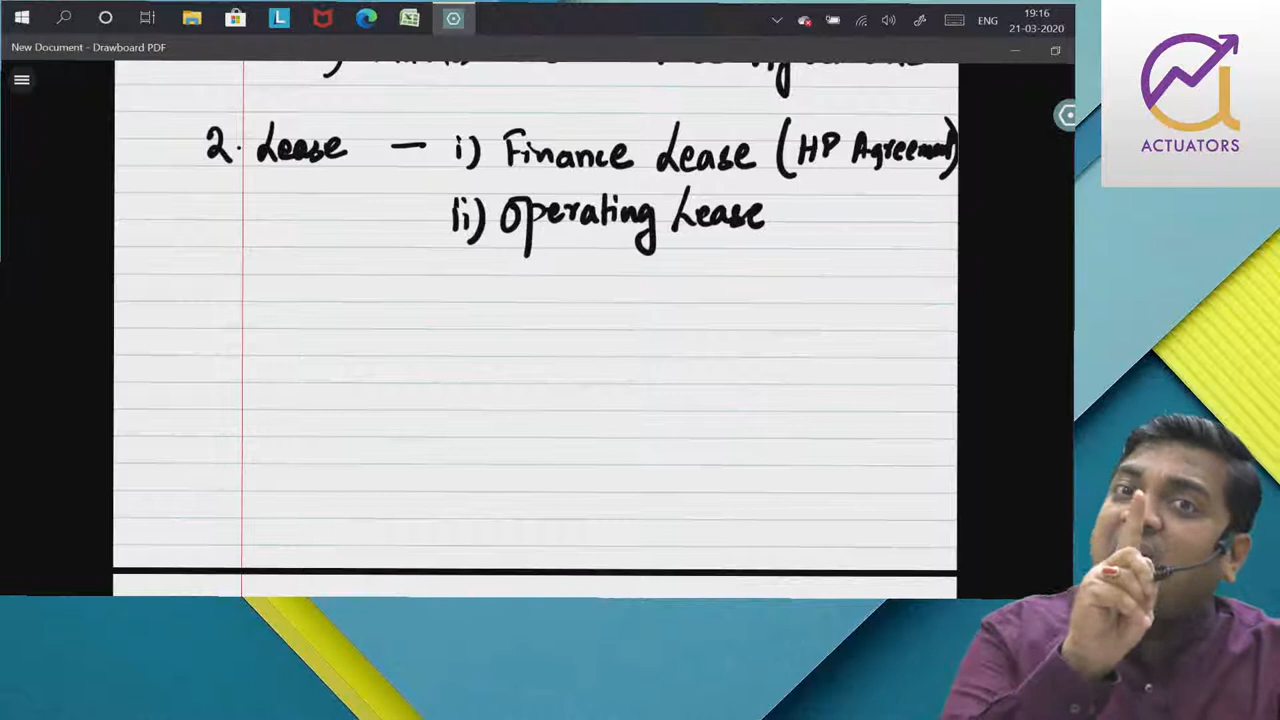 19:16
ENG
21-03-2020
New Document - Drawboard PDF
2. Lease — i) Finance Lease (HP Agreement)
ii) Operating Lease
ACTUATORS